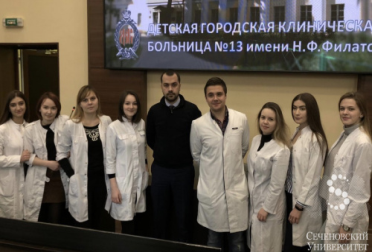 ДЕТСКАЯ ГОРОДСКАЯ КЛИНИЧЕСКА
БОЛЬНИЦА №13 имени Н.Ф.Филато
СЕЧЕНОВСКИЙ
УНИВЕРСИТЕТ